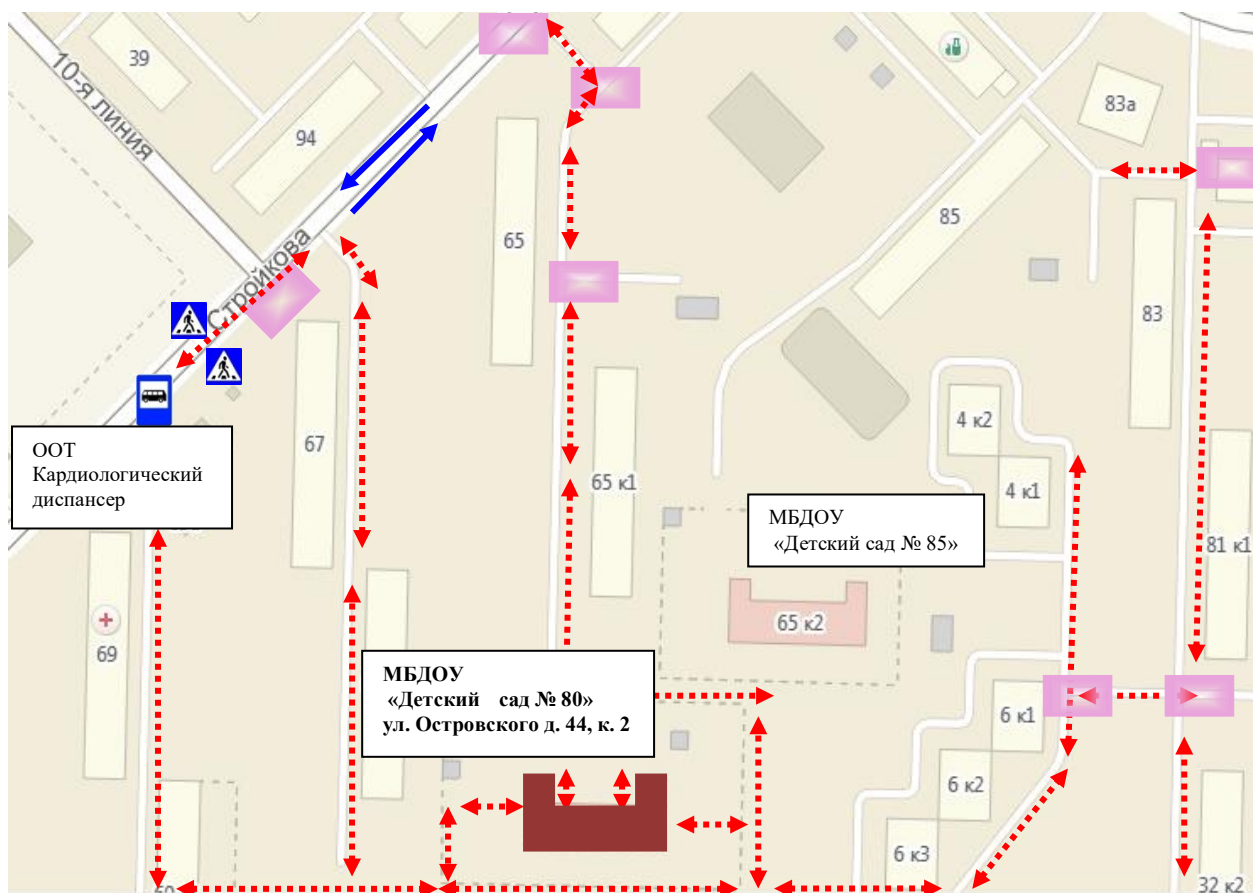 39
10-я линия
94
83а
65
85
Стройкова
83
67
4 к2
4 к1
65 к1
ООТ
Кардиологический
диспансер
МБДОУ
«Детский сад № 85»
81 к1
65 к2
69
МБДОУ
«Детский сад № 80»
ул. Островского д. 44, к. 2
6 к1
6 к2
6 к3
32 к2